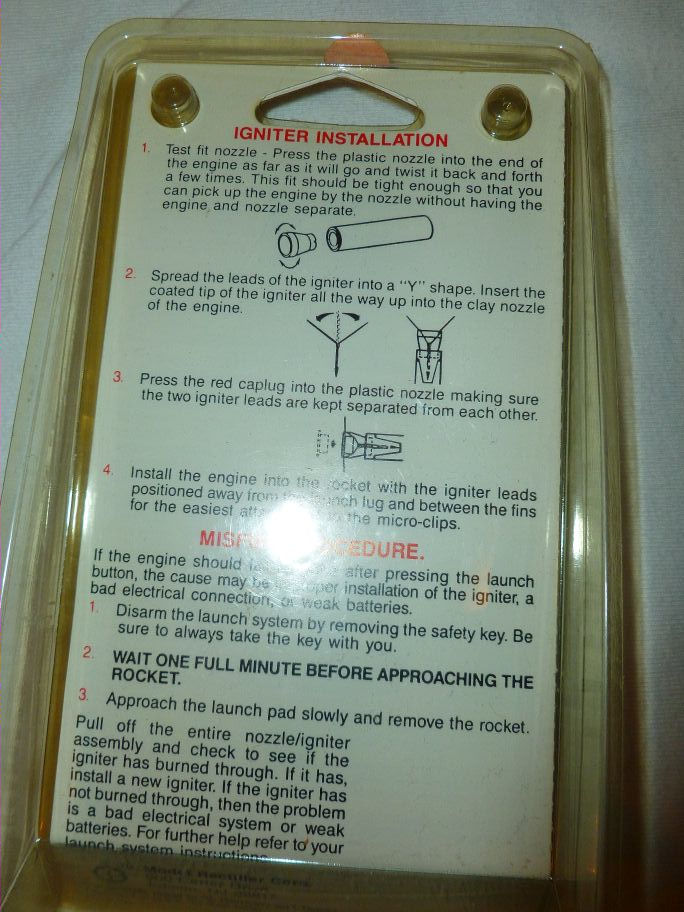 IGNITER INSTALLATION
1. Test fit nozzle - Press the plastic nozzle into the end of
the engine as far as it will go and twist it back and forth
a few times. This fit should be tight enough so that you
can pick up the engine by the nozzle without having the
engine and nozzle separate.
2. Spread the leads of the igniter into a "Y" shape. Insert the
coated tip of the igniter all the way up into the clay nozzle
of the engine.
3. Press the red caplug into the plastic nozzle making sure
the two igniter leads are kept separated from each other.
4. Install the engine into the rocket with the igniter leads
positioned away from the launch lug and between the fins
for the easiest to the micro-clips.
PROCEDURE.
If the engine should after pressing the launch
button, the cause may be installation of the igniter, a
bad electrical connection, or weak batteries.
1. Disarm the launch system by removing the safety key. Be
sure to always take the key with you.
2. WAIT ONE FULL MINUTE BEFORE APPROACHING THE
ROCKET.
3. Approach the launch pad slowly and remove the rocket.
Pull off the entire nozzle/igniter
assembly and check to see if the
igniter has burned through. If it has,
install a new igniter. If the igniter has
not burned through, then the problem
is a bad electrical system or weak
batteries. For further help refer to your
launch system instructions